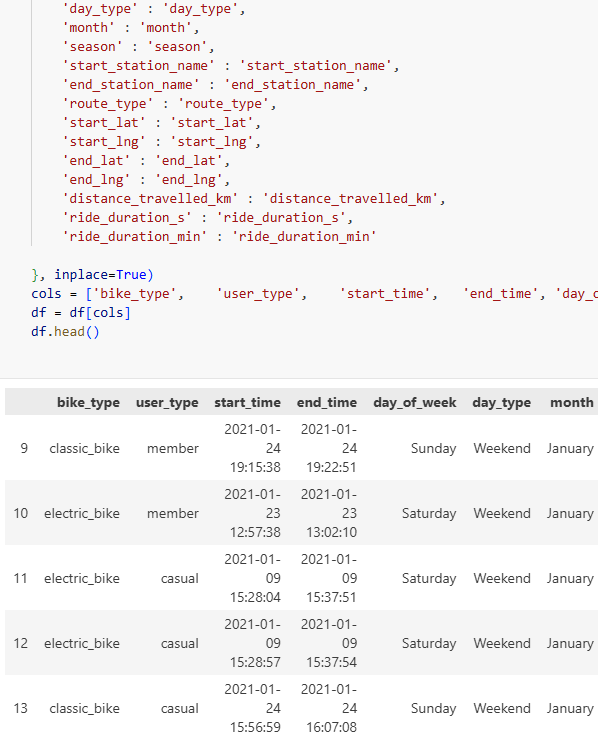 'day_type' : 'day_type',
'month' : 'month',
'season' : 'season',
'start_station_name' : 'start_station_name',
'end_station_name' : 'end_station_name',
'route_type' : 'route_type',
'start_lat' : 'start_lat',
'start_lng' : 'start_lng',
'end_lat' : 'end_lat',
'end_lng' : 'end_lng',
'distance_travelled_km' : 'distance_travelled_km',
'ride_duration_s' : 'ride_duration_s',
'ride_duration_min' : 'ride_duration_min'
}, inplace=True)
cols = ['bike_type',    'user_type',    'start_time',   'end_time', 'day_o
df = df[cols]
df.head()
bike_type user_type start_time end_time day_of_week day_type month
2021-01- 2021-01-
9 classic_bike member 24 24 Sunday Weekend January
19:15:38 19:22:51
2021-01- 2021-01-
10 electric_bike member 23 23 Saturday Weekend January
12:57:38 13:02:10
2021-01- 2021-01-
11 electric_bike casual 09 09 Saturday Weekend January
15:28:04 15:37:51
2021-01- 2021-01-
12 electric_bike casual 09 09 Saturday Weekend January
15:28:57 15:37:54
2021-01- 2021-01-
13 classic_bike casual 24 24 Sunday Weekend January
15:56:59 16:07:08